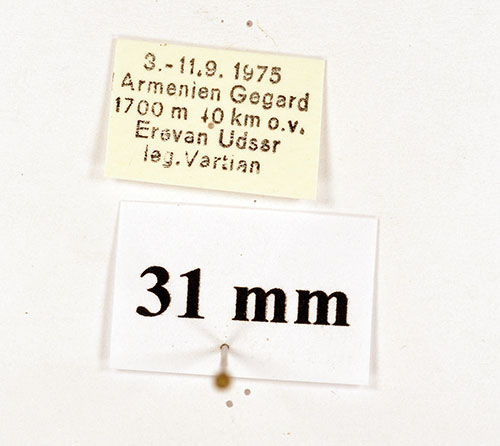 3.-11.9. 1975
Armenien Gegard
1700 m 40 km o.v.
Erevan Udssr
leg. Vartian
31 mm